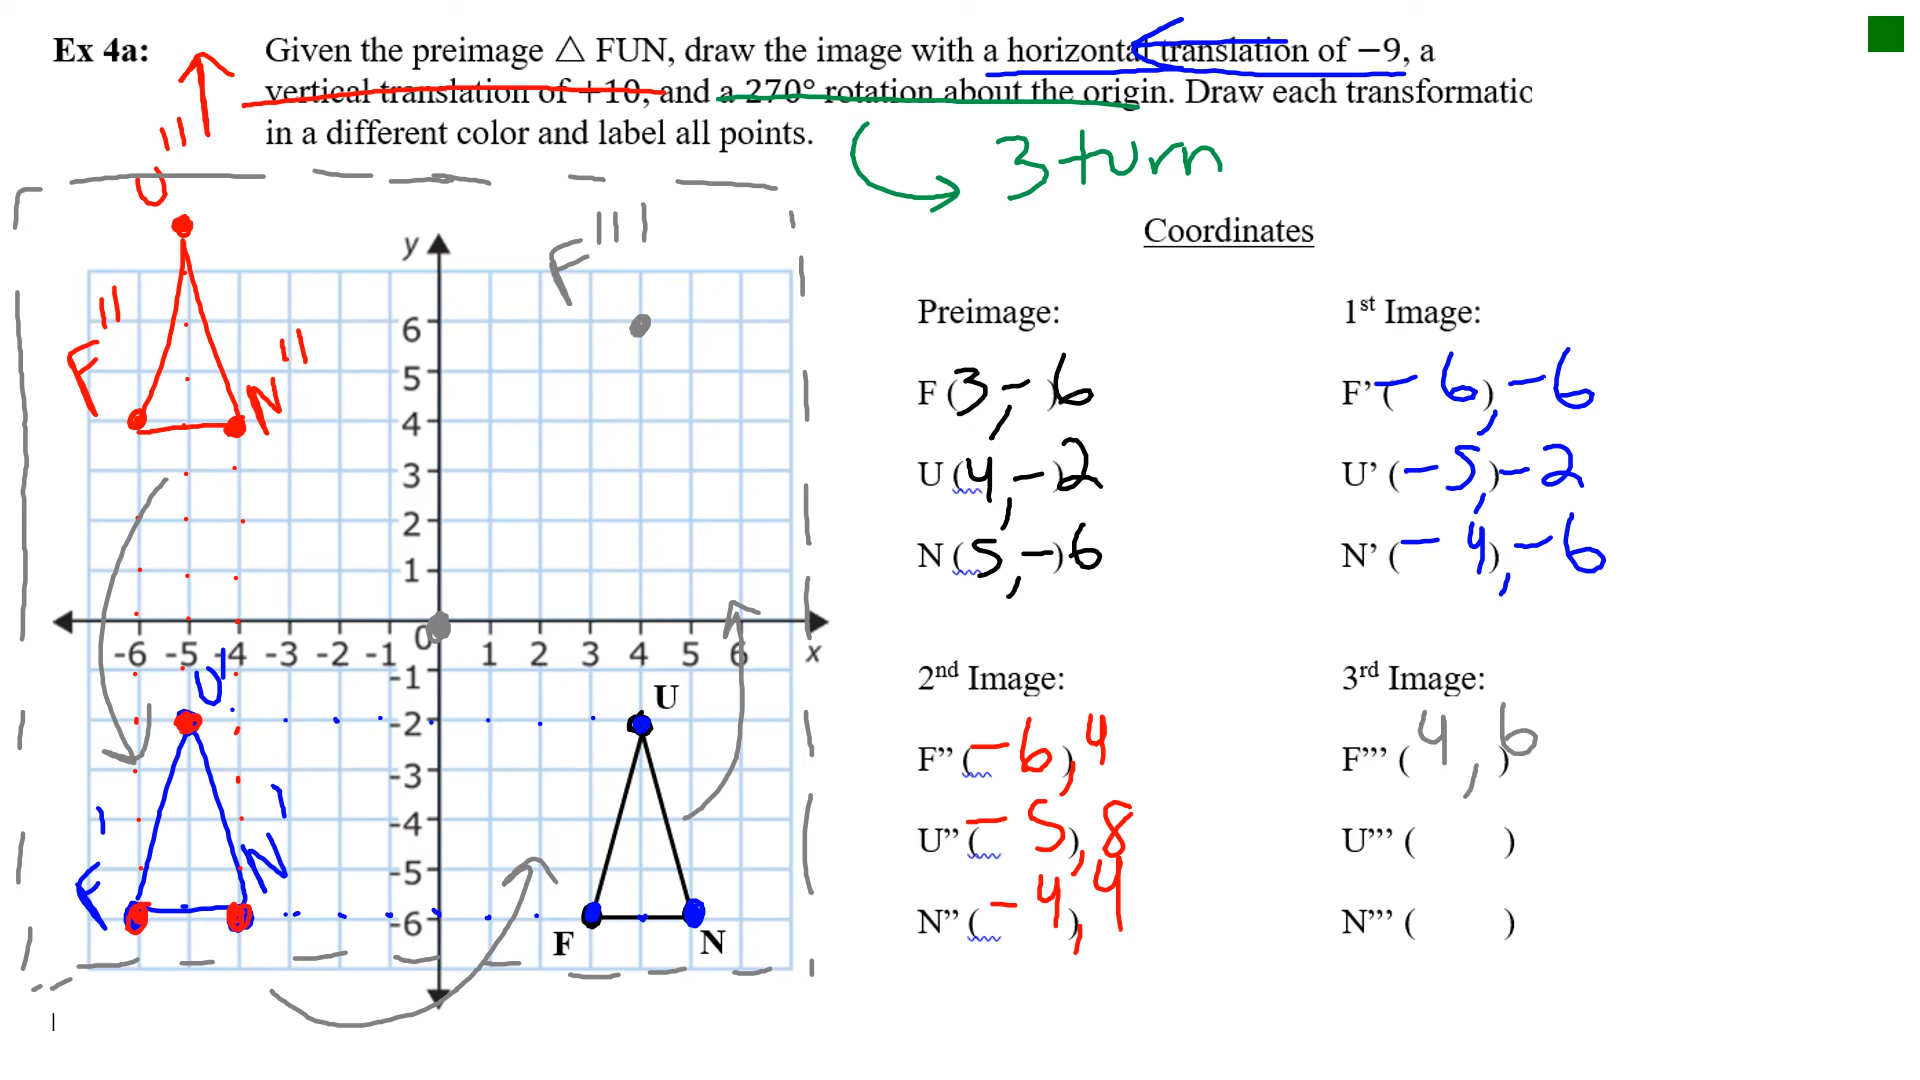 Ex 4a: Given the preimage △ FUN, draw the image with a horizontal translation of −9, a
vertical translation of +10, and a 270° rotation about the origin. Draw each transformatic
in a different color and label all points.
3 turn
U''
Coordinates
y
F'''
F''
N''
6
5
4
3
2
1
0
-6 -5 -4 -3 -2 -1 1 2 3 4 5 6 x
-1
-2
-3
-4
-5
-6
U'
U
F'
N'
F
N
Preimage:
F (3, -)6
U (4, -)2
N (5, -)6
1st Image:
F’ (- 6), -6
U’ (- 5,)-2
N’ (- 4), -6
2nd Image:
F” (-6), 4
U” (- 5), 8
N” (- 4), 4
3rd Image:
F”’ (4, 6)
U”’ ( )
N”’ ( )